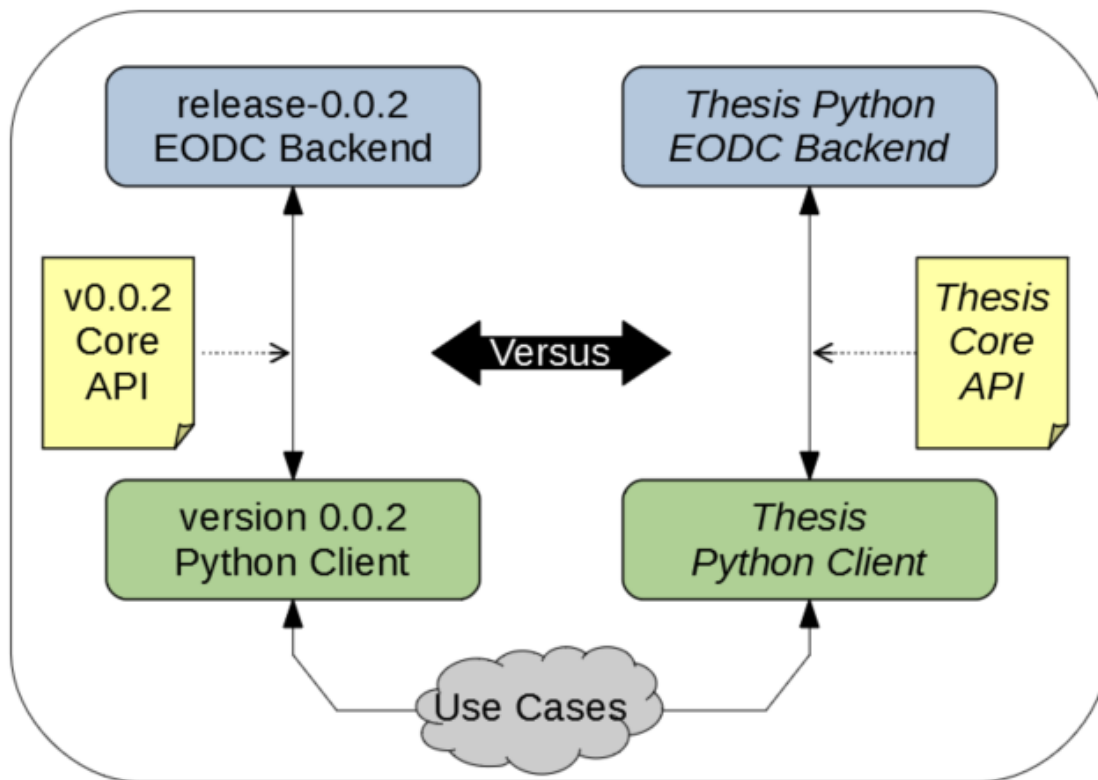 release-0.0.2
EODC Backend
Thesis Python
EODC Backend
v0.0.2
Core
API
Versus
Thesis
Core
API
version 0.0.2
Python Client
Thesis
Python Client
Use Cases